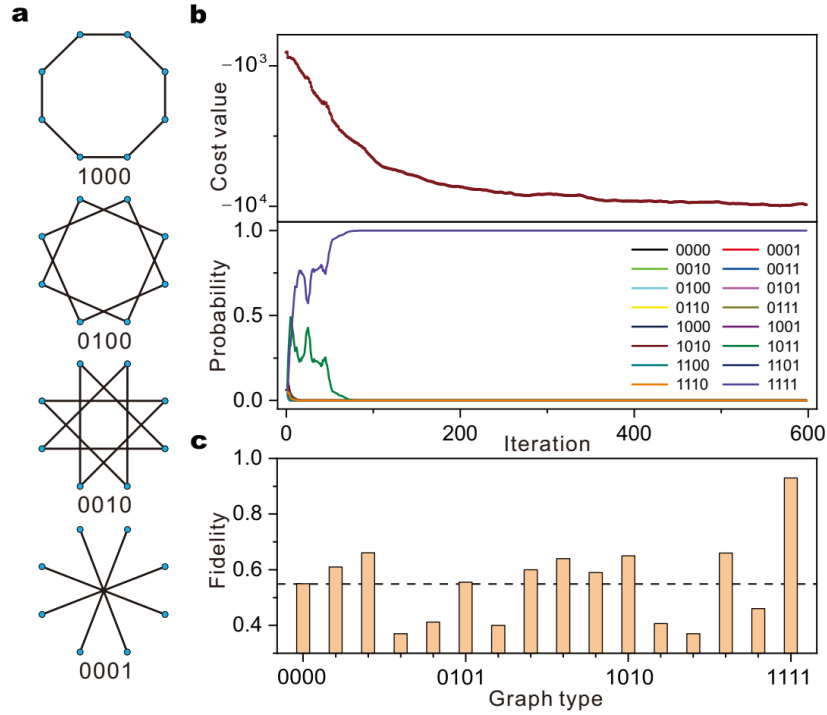 a
1000
0100
0010
0001
b
Cost value
−10³
−10⁴
Probability
1.0
0.5
0.0
0000 0001
0010 0011
0100 0101
0110 0111
1000 1001
1010 1011
1100 1101
1110 1111
0 200 400 600
Iteration
c
Fidelity
1.0
0.8
0.6
0.4
0000 0101 1010 1111
Graph type